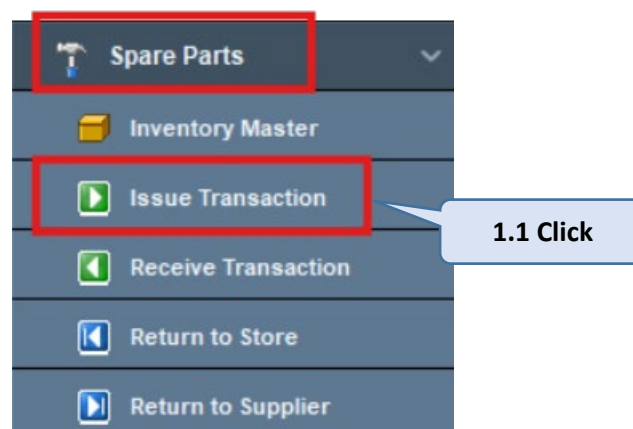 Spare Parts
Inventory Master
Issue Transaction
1.1 Click
Receive Transaction
Return to Store
Return to Supplier